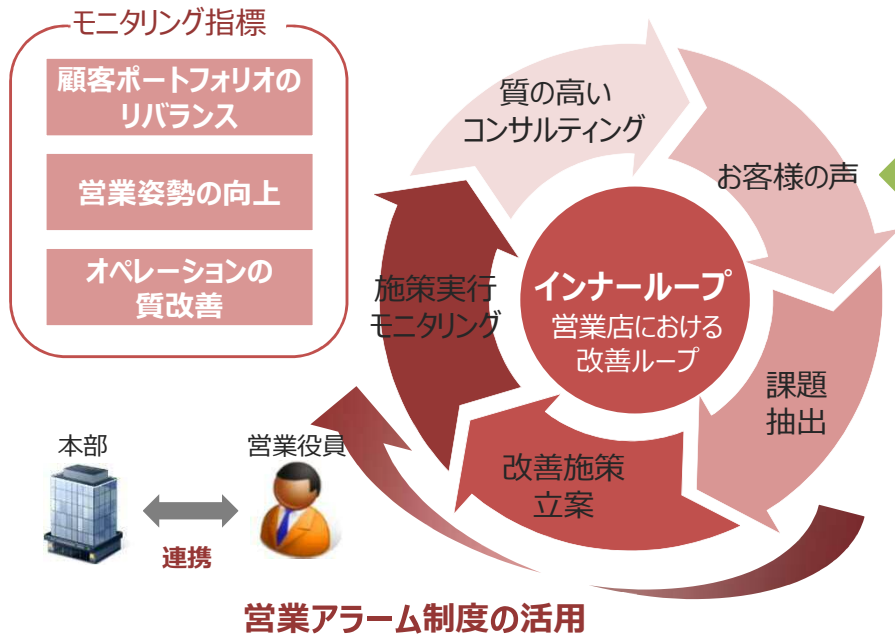 モニタリング指標
顧客ポートフォリオの
リバランス
営業姿勢の向上
オペレーションの
質改善
質の高い
コンサルティング
お客様の声
課題
抽出
改善施策
立案
施策実行
モニタリング
インナーループ
営業店における
改善ループ
本部
営業役員
連携
営業アラーム制度の活用